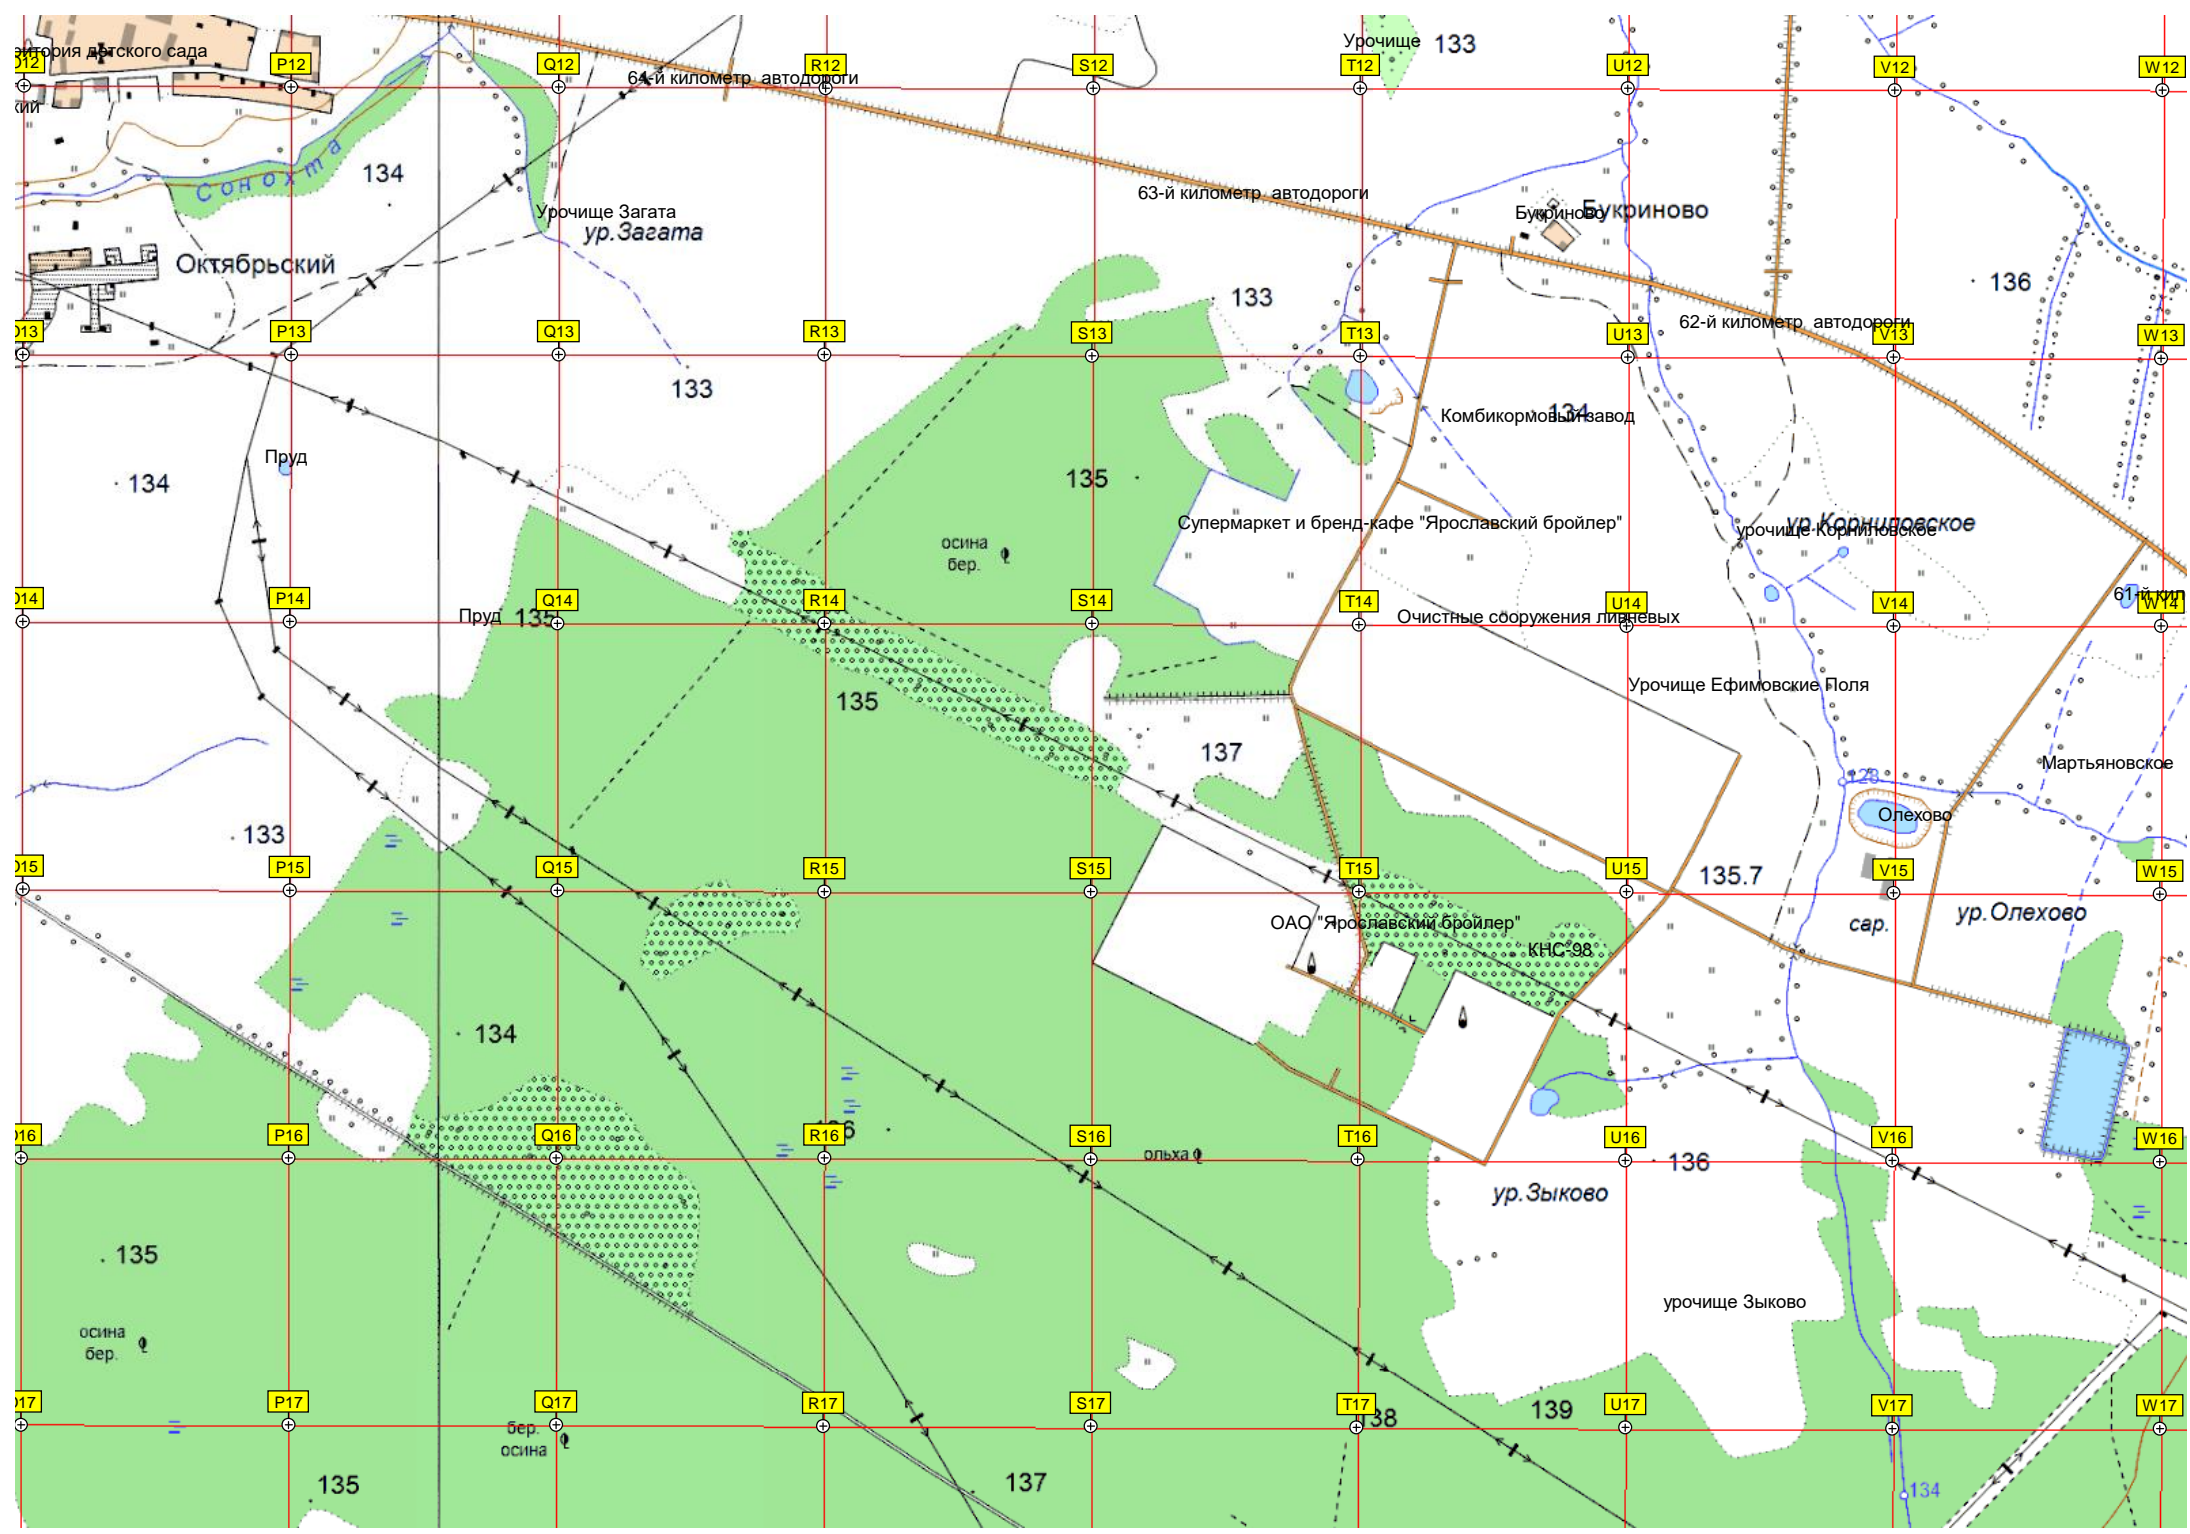 Урочище
133
64-й километр автодороги
P12
Q12
R12
S12
T12
U12
V12
W12
134
Сонохта
63-й километр автодороги
Букриново
Букриново
Урочище Загата
ур.Загата
Октябрьский
133
136
62-й километр автодороги
P13
Q13
R13
S13
T13
U13
V13
W13
133
134
Комбикормовый завод
Пруд
134
135
Супермаркет и бренд-кафе "Ярославский бройлер"
ур.Корниловское
урочище Корниловское
осина
бер.
P14
Q14
R14
S14
T14
U14
V14
W14
Пруд
135
Очистные сооружения ливневых
135
Урочище Ефимовские Поля
137
Мартьяновское
128
Олехово
133
P15
Q15
R15
S15
T15
U15
V15
W15
135.7
ОАО "Ярославский бройлер"
сар.
ур.Олехово
КНС-98
134
P16
Q16
R16
S16
T16
U16
V16
W16
ольха
136
ур.Зыково
135
урочище Зыково
осина
бер.
P17
Q17
R17
S17
T17
U17
V17
W17
139
бер.
осина
135
137
134